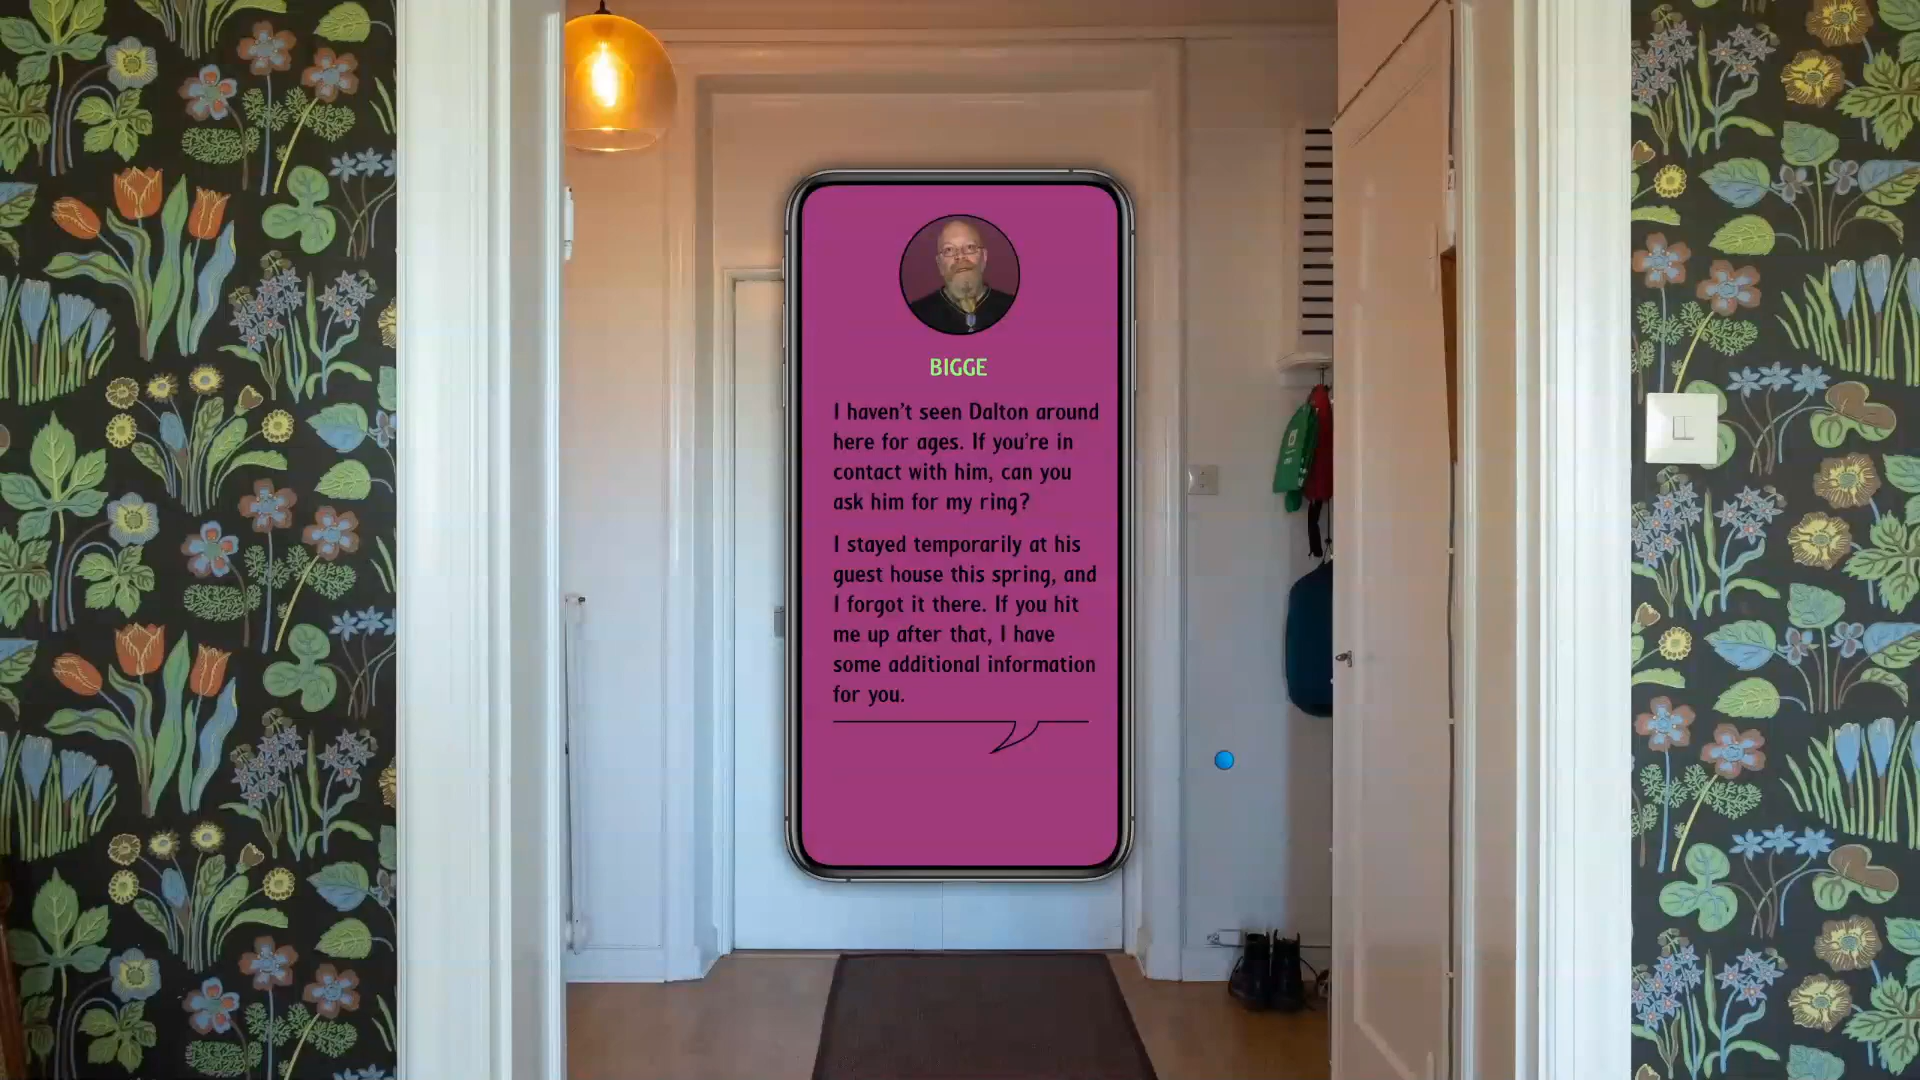 BIGGE
I haven't seen Dalton around
here for ages. If you're in
contact with him, can you
ask him for my ring?
I stayed temporarily at his
guest house this spring, and
I forgot it there. If you hit
me up after that, I have
some additional information
for you.